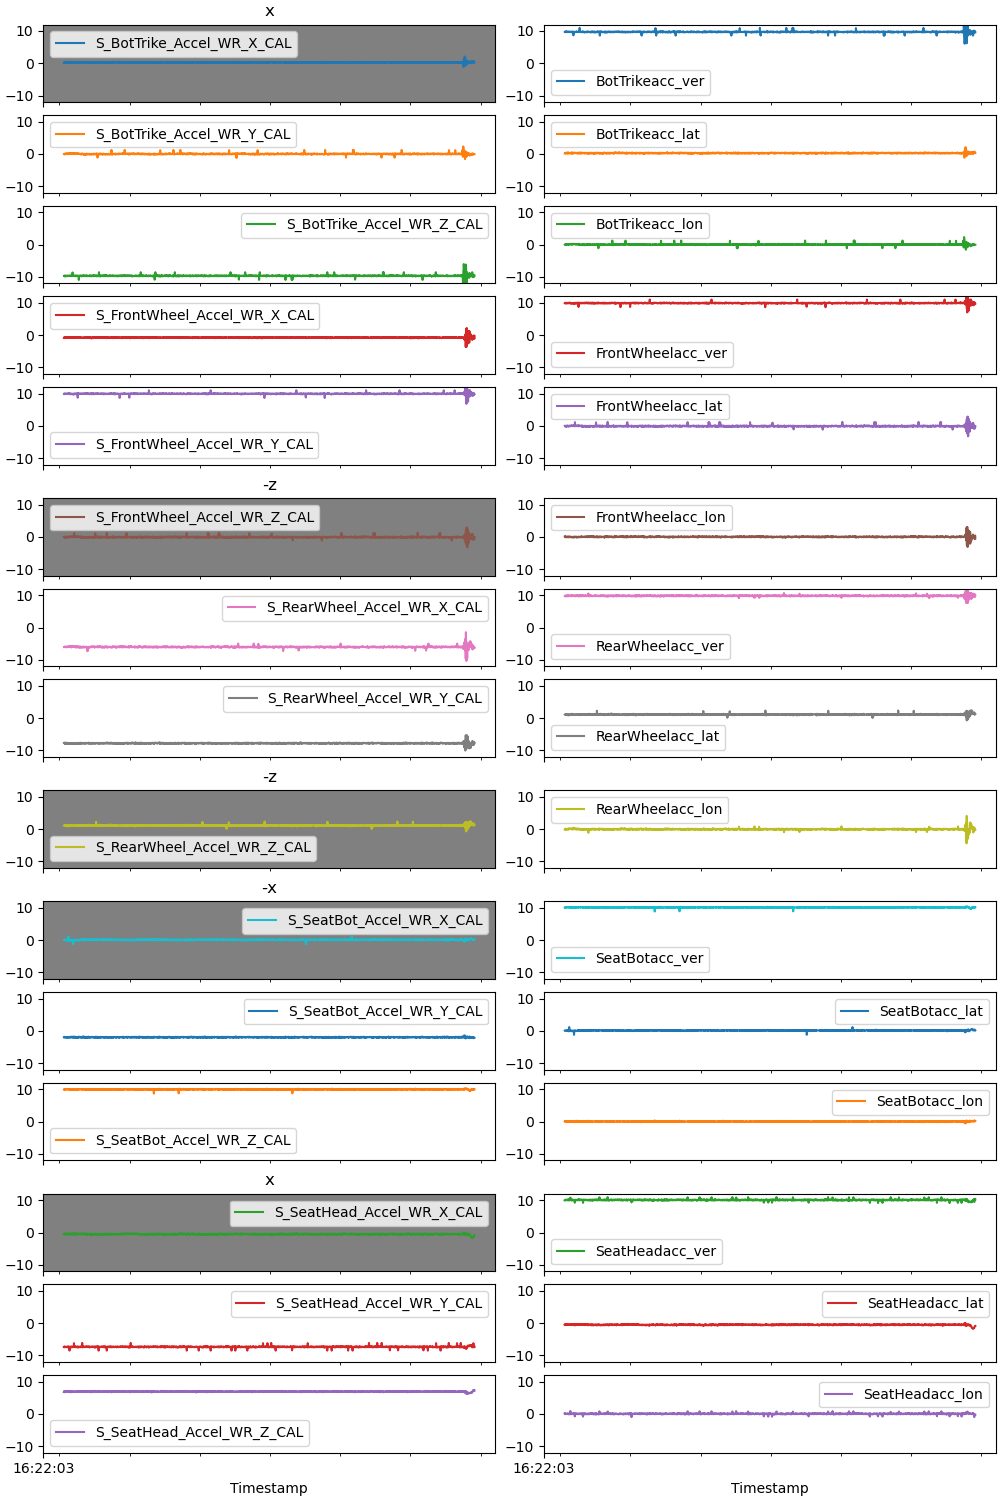 x
10
0
−10
S_BotTrike_Accel_WR_X_CAL
10
0
−10
BotTrikeacc_ver
10
0
−10
S_BotTrike_Accel_WR_Y_CAL
10
0
−10
BotTrikeacc_lat
10
0
−10
S_BotTrike_Accel_WR_Z_CAL
10
0
−10
BotTrikeacc_lon
10
0
−10
S_FrontWheel_Accel_WR_X_CAL
10
0
−10
FrontWheelacc_ver
10
0
−10
S_FrontWheel_Accel_WR_Y_CAL
10
0
−10
FrontWheelacc_lat
-z
10
0
−10
S_FrontWheel_Accel_WR_Z_CAL
10
0
−10
FrontWheelacc_lon
10
0
−10
S_RearWheel_Accel_WR_X_CAL
10
0
−10
RearWheelacc_ver
10
0
−10
S_RearWheel_Accel_WR_Y_CAL
10
0
−10
RearWheelacc_lat
-z
10
0
−10
S_RearWheel_Accel_WR_Z_CAL
10
0
−10
RearWheelacc_lon
-x
10
0
−10
S_SeatBot_Accel_WR_X_CAL
10
0
−10
SeatBotacc_ver
10
0
−10
S_SeatBot_Accel_WR_Y_CAL
10
0
−10
SeatBotacc_lat
10
0
−10
S_SeatBot_Accel_WR_Z_CAL
10
0
−10
SeatBotacc_lon
x
10
0
−10
S_SeatHead_Accel_WR_X_CAL
10
0
−10
SeatHeadacc_ver
10
0
−10
S_SeatHead_Accel_WR_Y_CAL
10
0
−10
SeatHeadacc_lat
10
0
−10
S_SeatHead_Accel_WR_Z_CAL
10
0
−10
SeatHeadacc_lon
16:22:03
Timestamp
16:22:03
Timestamp